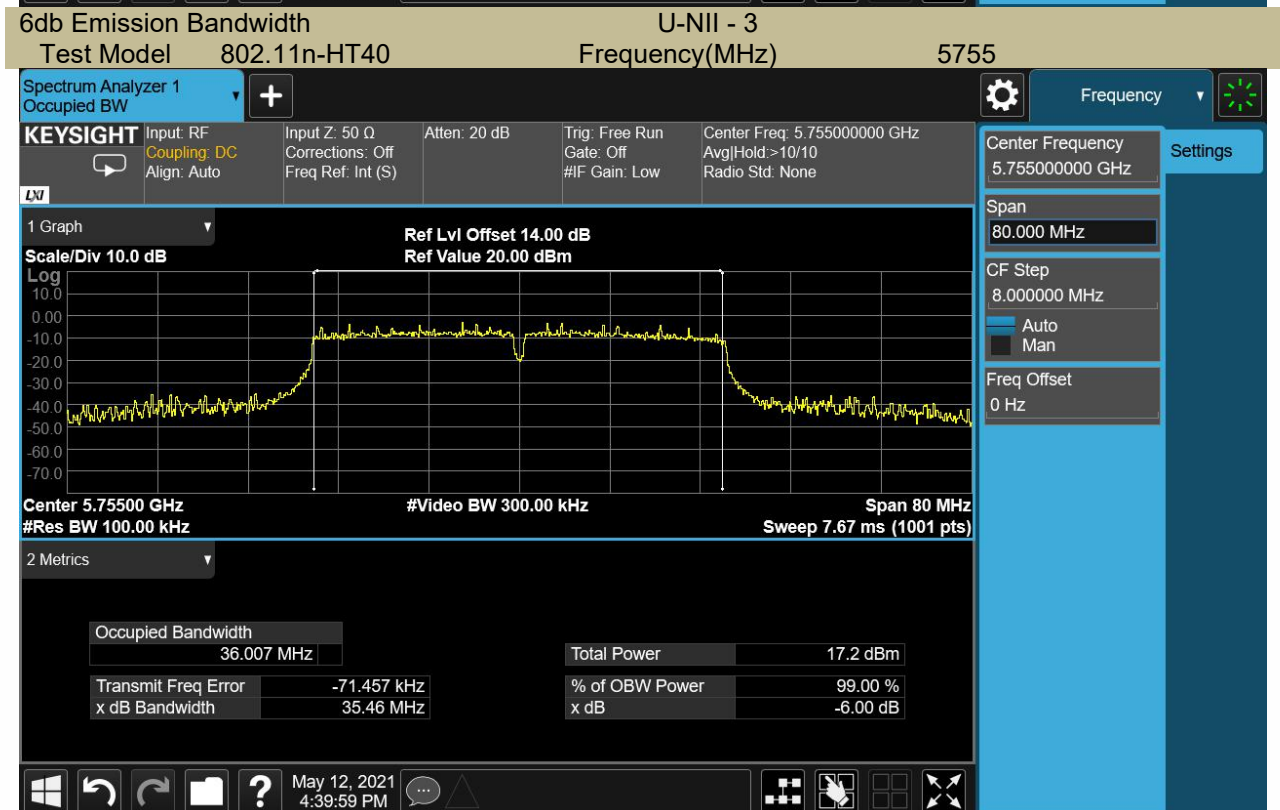 6db Emission Bandwidth U-NII - 3
Test Model 802.11n-HT40 Frequency(MHz) 5755
Spectrum Analyzer 1
Occupied BW
+
Frequency
KEYSIGHT Input: RF Input Z: 50 Ω Atten: 20 dB Trig: Free Run Center Freq: 5.755000000 GHz
Coupling: DC Corrections: Off Gate: Off Avg|Hold:>10/10
Align: Auto Freq Ref: Int (S) #IF Gain: Low Radio Std: None
LXI
Center Frequency
5.755000000 GHz
Settings
Span
80.000 MHz
CF Step
8.000000 MHz
Auto
Man
Freq Offset
0 Hz
1 Graph
Ref Lvl Offset 14.00 dB
Scale/Div 10.0 dB Ref Value 20.00 dBm
Log
10.0
0.00
-10.0
-20.0
-30.0
-40.0
-50.0
-60.0
-70.0
Center 5.75500 GHz #Video BW 300.00 kHz Span 80 MHz
#Res BW 100.00 kHz Sweep 7.67 ms (1001 pts)
2 Metrics
Occupied Bandwidth
36.007 MHz Total Power 17.2 dBm
Transmit Freq Error -71.457 kHz % of OBW Power 99.00 %
x dB Bandwidth 35.46 MHz x dB -6.00 dB
? May 12, 2021
4:39:59 PM